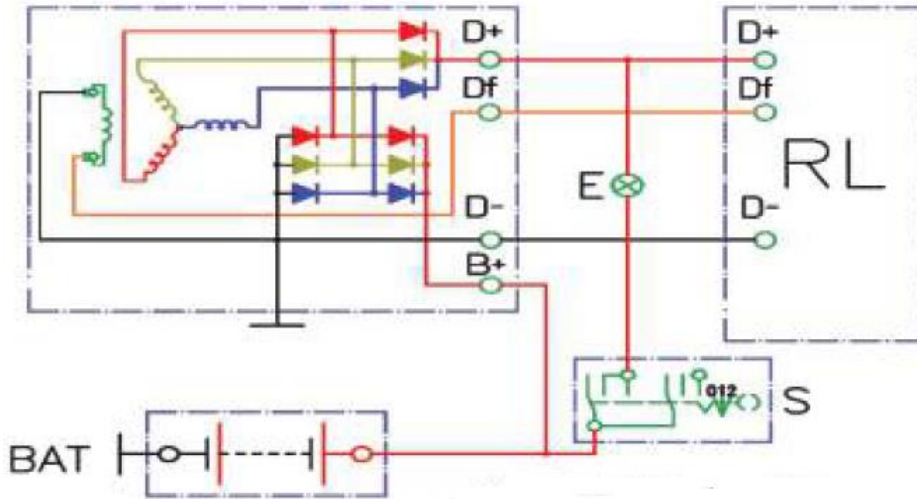 D+
Df
D-
B+
E
D+
Df
D-
RL
012
S
BAT